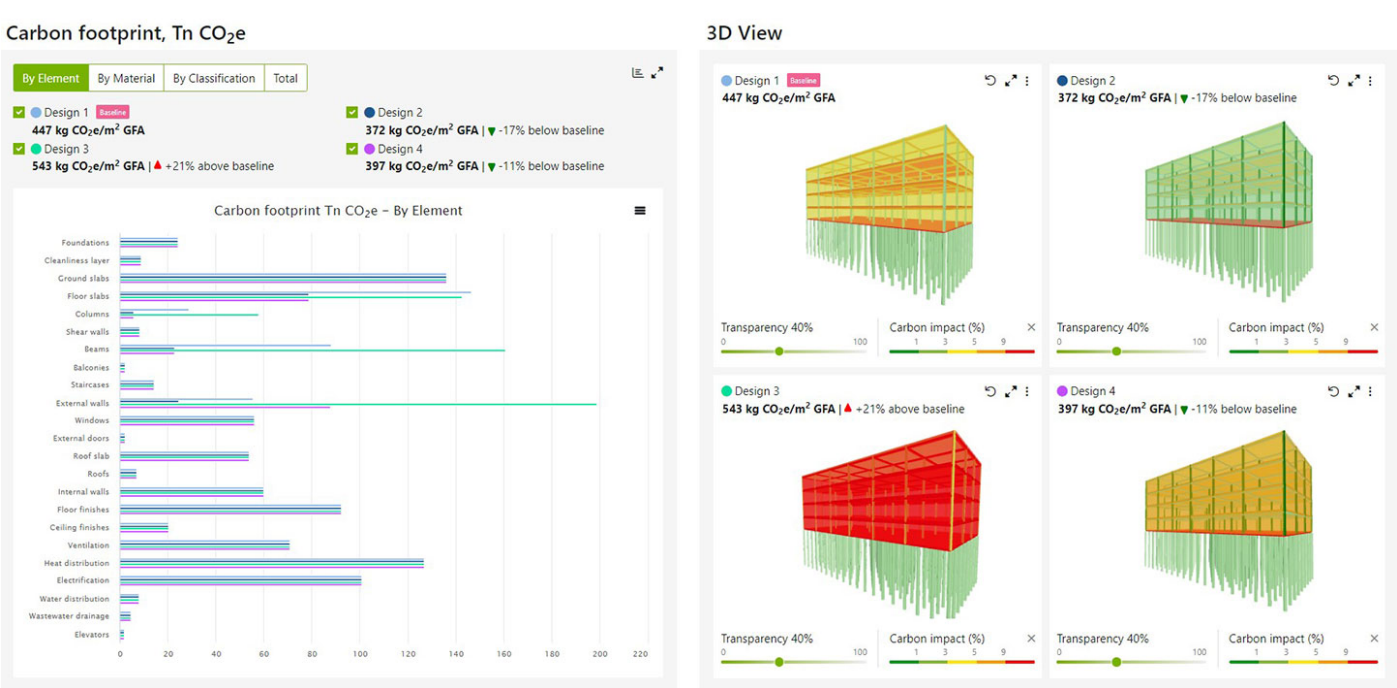 Carbon footprint, Tn CO₂e
By Element By Material By Classification Total
Design 1 Baseline
447 kg CO₂e/m² GFA
Design 2
372 kg CO₂e/m² GFA | -17% below baseline
Design 3
543 kg CO₂e/m² GFA | +21% above baseline
Design 4
397 kg CO₂e/m² GFA | -11% below baseline
Carbon footprint Tn CO₂e – By Element
Foundations
Cleanliness layer
Ground slabs
Floor slabs
Columns
Shear walls
Beams
Balconies
Staircases
External walls
Windows
External doors
Roof slab
Roofs
Internal walls
Floor finishes
Ceiling finishes
Ventilation
Heat distribution
Electrification
Water distribution
Wastewater drainage
Elevators
0 20 40 60 80 100 120 140 160 180 200 220
3D View
Design 1 Baseline
447 kg CO₂e/m² GFA
Transparency 40%
0 100
Carbon impact (%)
1 3 5 9
Design 2
372 kg CO₂e/m² GFA | -17% below baseline
Transparency 40%
0 100
Carbon impact (%)
1 3 5 9
Design 3
543 kg CO₂e/m² GFA | +21% above baseline
Transparency 40%
0 100
Carbon impact (%)
1 3 5 9
Design 4
397 kg CO₂e/m² GFA | -11% below baseline
Transparency 40%
0 100
Carbon impact (%)
1 3 5 9